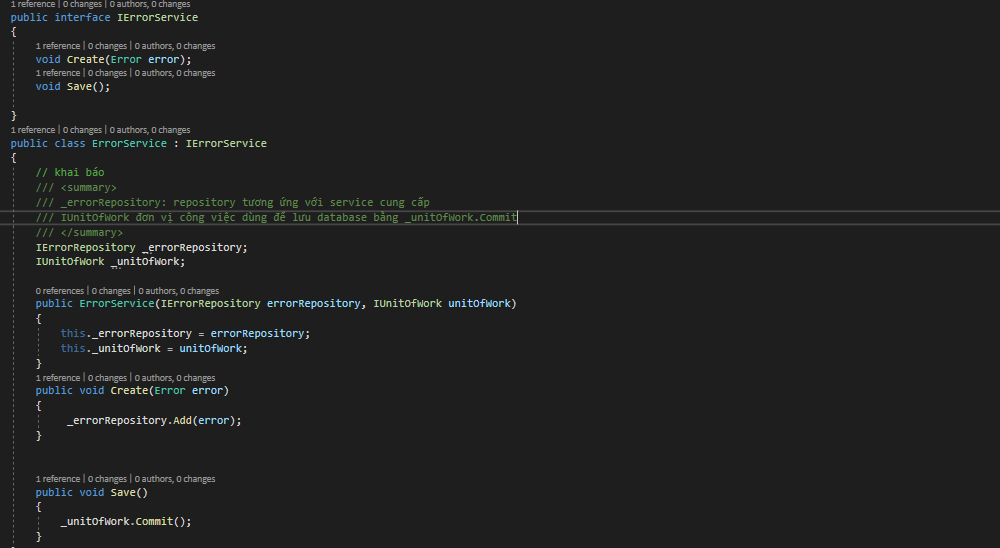 1 reference | 0 changes | 0 authors, 0 changes
public interface IErrorService
{
1 reference | 0 changes | 0 authors, 0 changes
void Create(Error error);
1 reference | 0 changes | 0 authors, 0 changes
void Save();
}
1 reference | 0 changes | 0 authors, 0 changes
public class ErrorService : IErrorService
{
// khai báo
/// <summary>
/// _errorRepository: repository tương ứng với service cung cấp
/// IUnitOfWork đơn vị công việc dùng để lưu database bằng _unitOfWork.Commit
/// </summary>
IErrorRepository _errorRepository;
IUnitOfWork _unitOfWork;
0 references | 0 changes | 0 authors, 0 changes
public ErrorService(IErrorRepository errorRepository, IUnitOfWork unitOfWork)
{
this._errorRepository = errorRepository;
this._unitOfWork = unitOfWork;
}
1 reference | 0 changes | 0 authors, 0 changes
public void Create(Error error)
{
_errorRepository.Add(error);
}
1 reference | 0 changes | 0 authors, 0 changes
public void Save()
{
_unitOfWork.Commit();
}